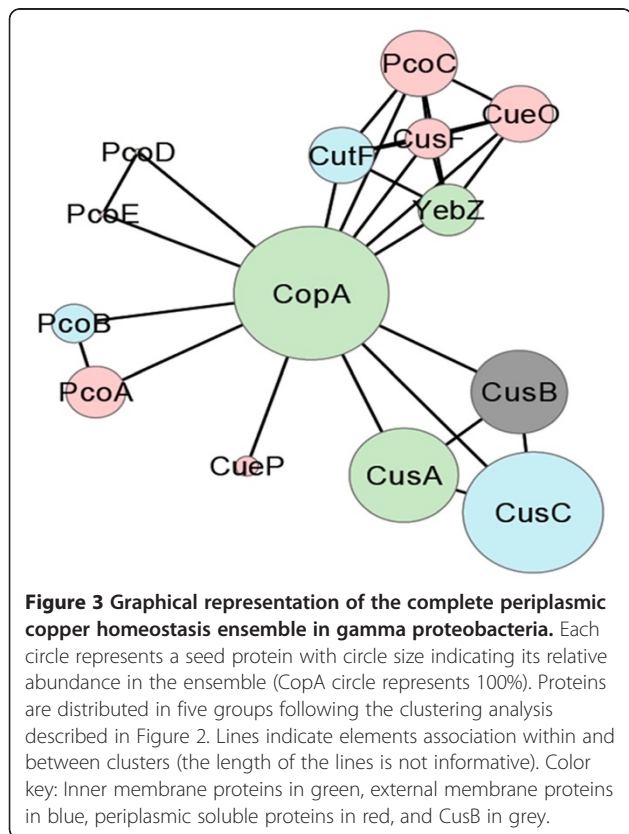 PcoC
CueO
CusF
CutF
PcoD
YebZ
PcoE
CopA
PcoB
PcoA
CusB
CueP
CusA
CusC
Figure 3 Graphical representation of the complete periplasmic
copper homeostasis ensemble in gamma proteobacteria. Each
circle represents a seed protein with circle size indicating its relative
abundance in the ensemble (CopA circle represents 100%). Proteins
are distributed in five groups following the clustering analysis
described in Figure 2. Lines indicate elements association within and
between clusters (the length of the lines is not informative). Color
key: Inner membrane proteins in green, external membrane proteins
in blue, periplasmic soluble proteins in red, and CusB in grey.